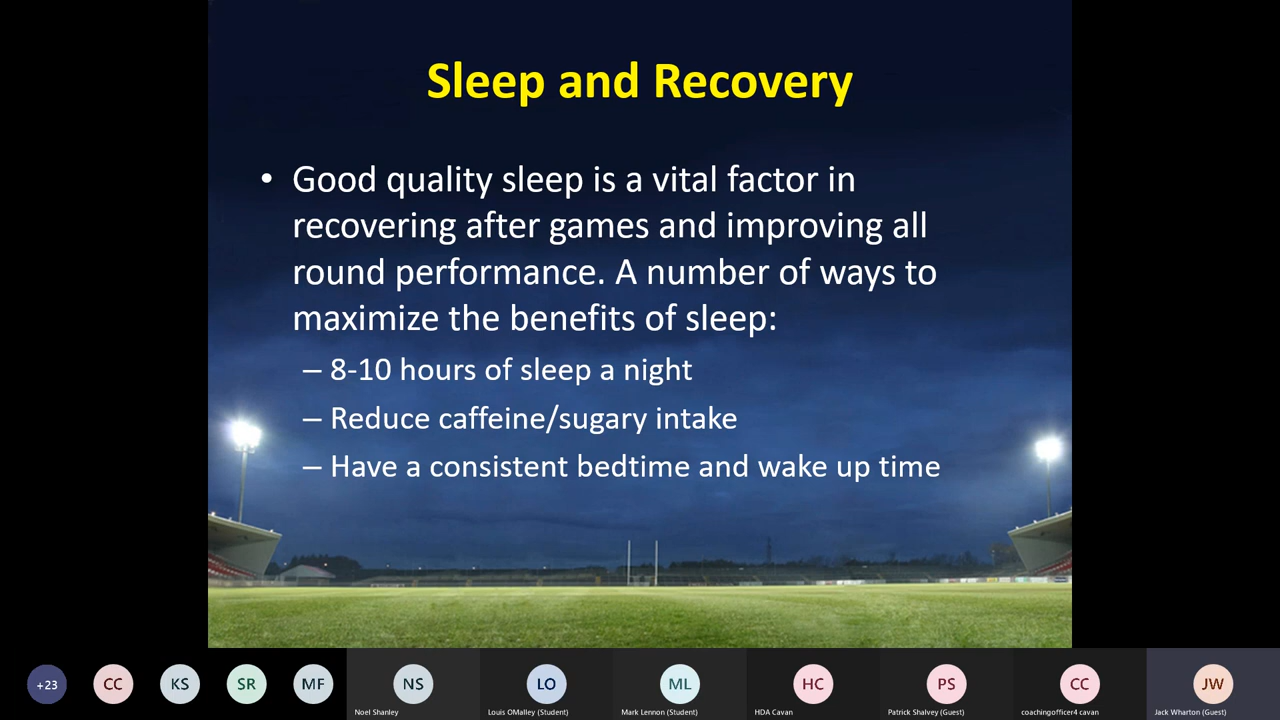 Sleep and Recovery
• Good quality sleep is a vital factor in
recovering after games and improving all
round performance. A number of ways to
maximize the benefits of sleep:
– 8-10 hours of sleep a night
– Reduce caffeine/sugary intake
– Have a consistent bedtime and wake up time
+23 CC KS SR MF NS LO ML HC PS CC JW
Noel Shanley Louis OMalley (Student) Mark Lennon (Student) HDA Cavan Patrick Shalvey (Guest) coachingofficer4 cavan Jack Wharton (Guest)